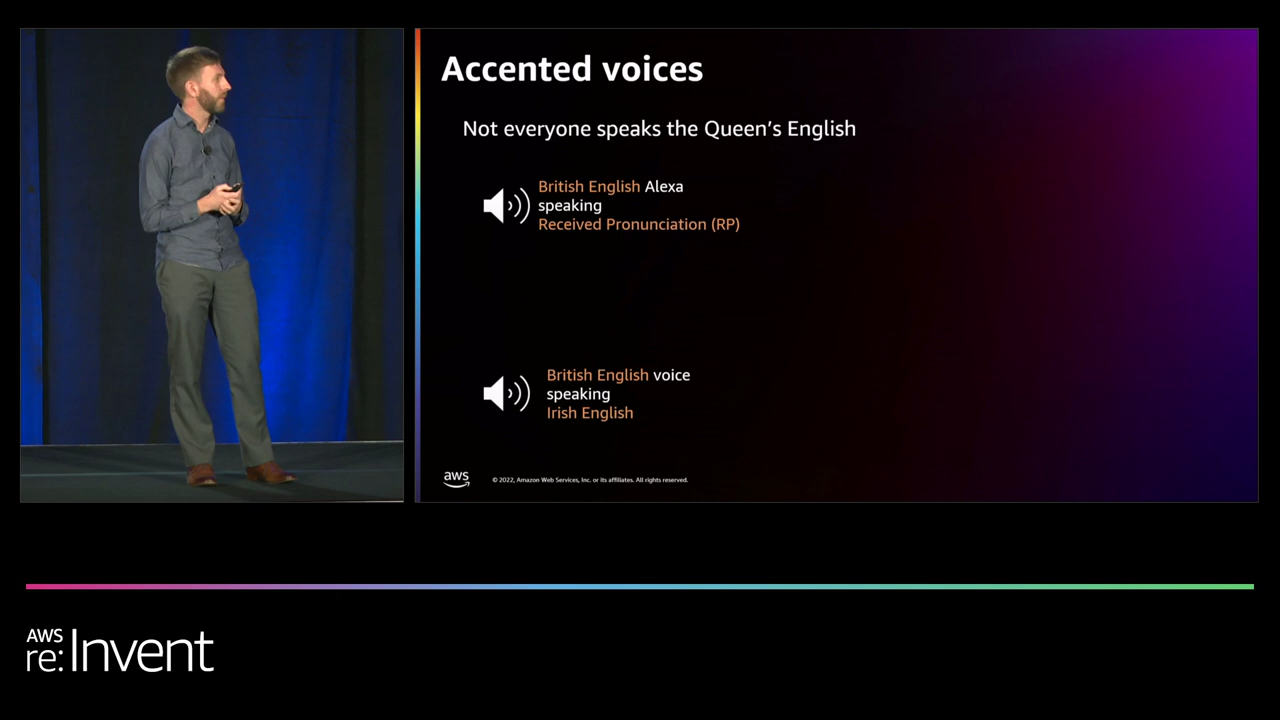 Accented voices
Not everyone speaks the Queen's English
British English Alexa
speaking
Received Pronunciation (RP)
British English voice
speaking
Irish English
aws
© 2022, Amazon Web Services, Inc. or its affiliates. All rights reserved.
AWS
re:Invent